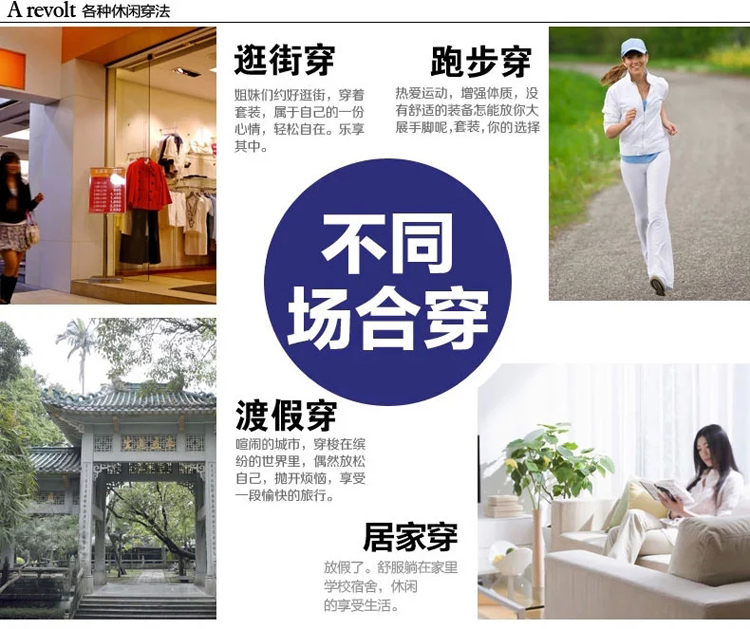 A revolt 各种休闲穿法
逛街穿
姐妹们约好逛街，穿着
套装，属于自己的一份
心情，轻松自在。乐享
其中。
跑步穿
热爱运动，增强体质，没
有舒适的装备怎能放你大
展手脚呢，套装，你的选择
不同
场合穿
渡假穿
喧闹的城市，穿梭在缤
纷的世界里，偶然放松
自己，抛开烦恼，享受
一段愉快的旅行。
居家穿
放假了。舒服躺在家里
学校宿舍，休闲
的享受生活。